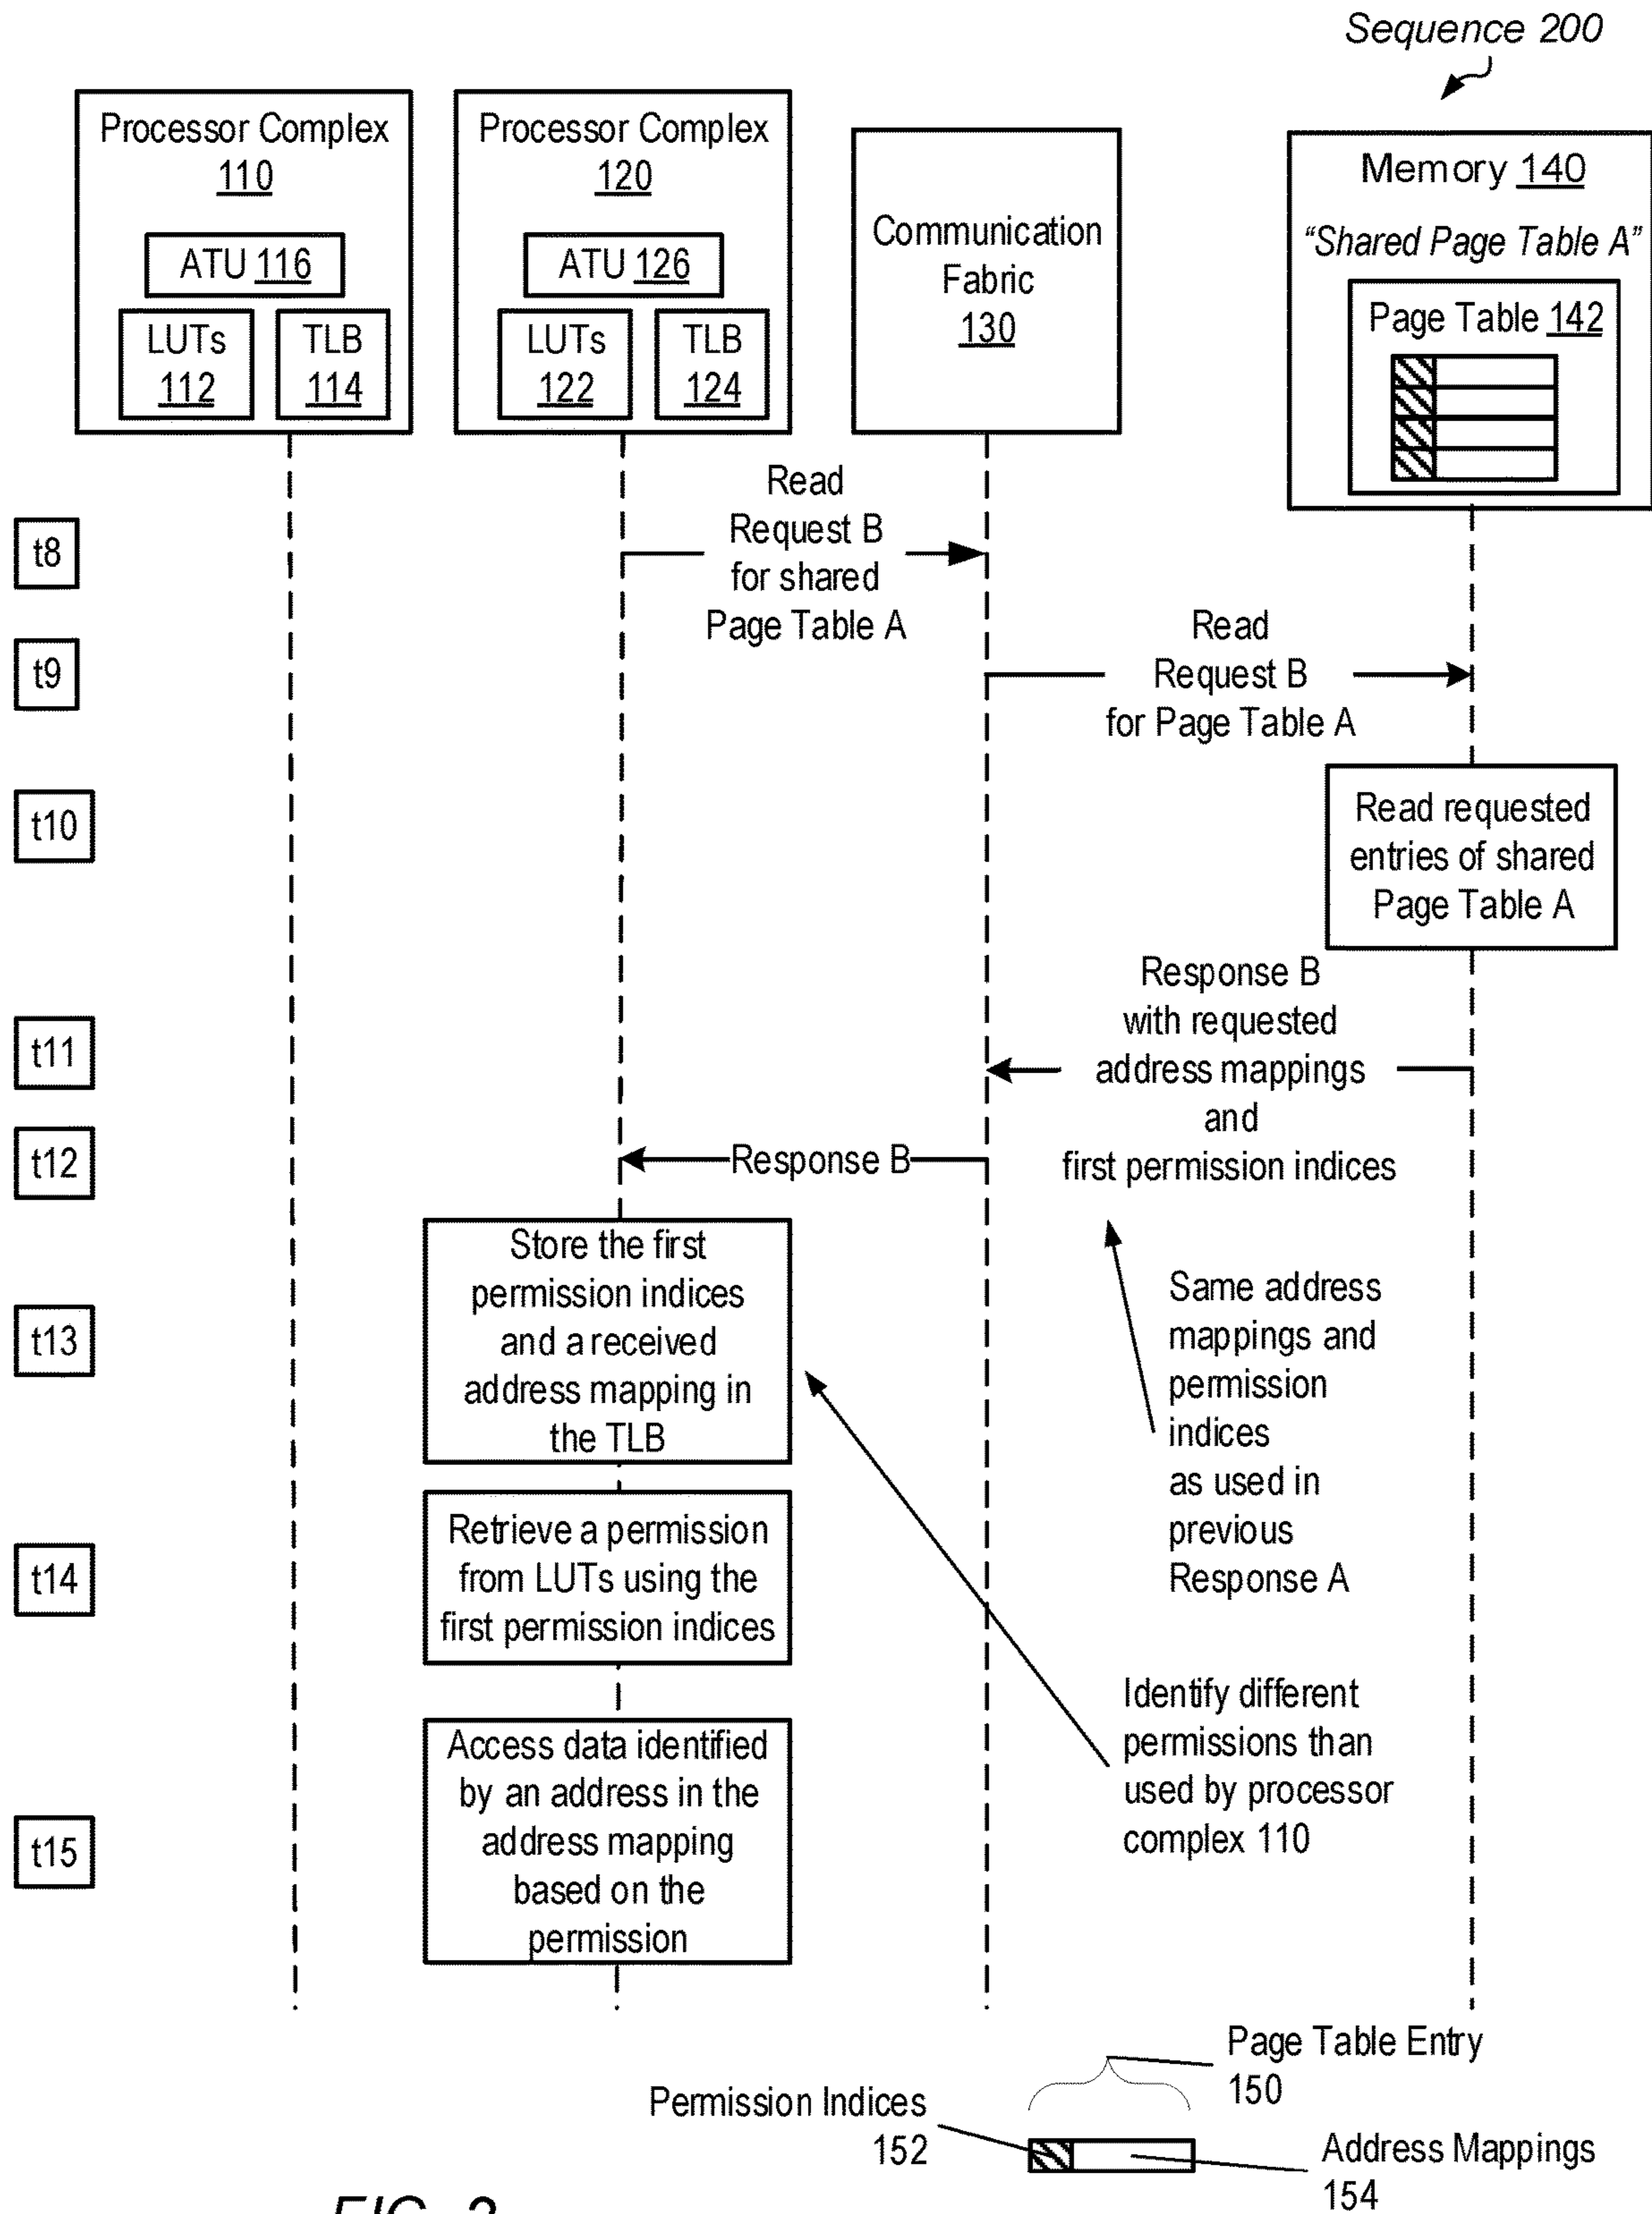 Sequence 200
Processor Complex
110
ATU 116
LUTs
112
TLB
114
Processor Complex
120
ATU 126
LUTs
122
TLB
124
Communication
Fabric
130
Memory 140
“Shared Page Table A”
Page Table 142
t8
Read
Request B
for shared
Page Table A
t9
Read
Request B
for Page Table A
t10
Read requested
entries of shared
Page Table A
t11
Response B
with requested
address mappings
and
first permission indices
t12
Response B
t13
Store the first
permission indices
and a received
address mapping in
the TLB
Same address
mappings and
permission
indices
as used in
previous
Response A
t14
Retrieve a permission
from LUTs using the
first permission indices
Identify different
permissions than
used by processor
complex 110
t15
Access data identified
by an address in the
address mapping
based on the
permission
Page Table Entry
150
Permission Indices
152
Address Mappings
154